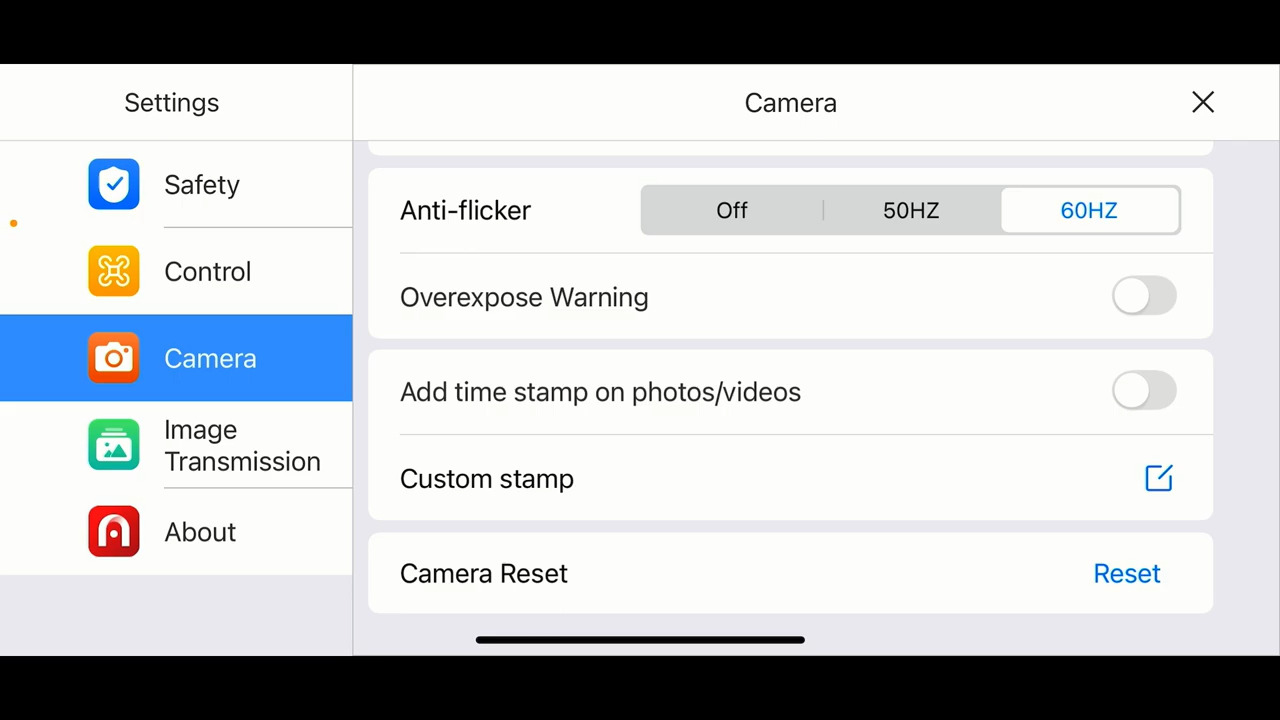 Settings
Camera
Safety
Control
Camera
Image
Transmission
About
Anti-flicker
Off
50HZ
60HZ
Overexpose Warning
Add time stamp on photos/videos
Custom stamp
Camera Reset
Reset